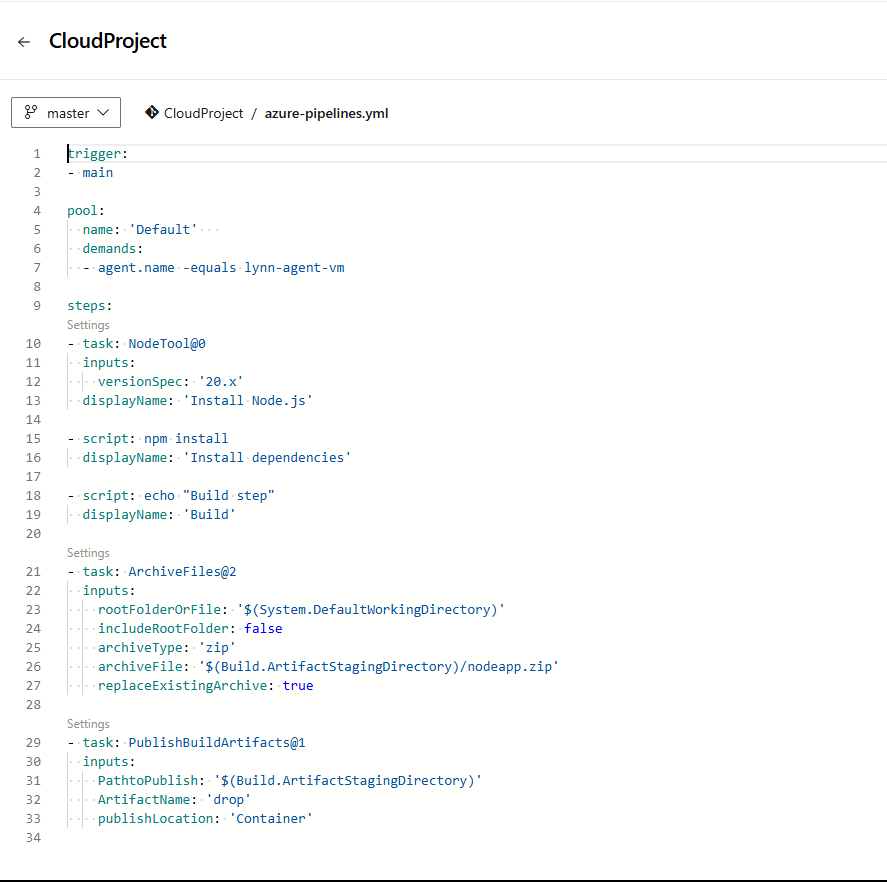 CloudProject
master CloudProject / azure-pipelines.yml
1 trigger:
2 - main
3
4 pool:
5 name: 'Default'
6 demands:
7 - agent.name -equals lynn-agent-vm
8
9 steps:
Settings
10 - task: NodeTool@0
11 inputs:
12 versionSpec: '20.x'
13 displayName: 'Install Node.js'
14
15 - script: npm install
16 displayName: 'Install dependencies'
17
18 - script: echo "Build step"
19 displayName: 'Build'
20
Settings
21 - task: ArchiveFiles@2
22 inputs:
23 rootFolderOrFile: '$(System.DefaultWorkingDirectory)'
24 includeRootFolder: false
25 archiveType: 'zip'
26 archiveFile: '$(Build.ArtifactStagingDirectory)/nodeapp.zip'
27 replaceExistingArchive: true
28
Settings
29 - task: PublishBuildArtifacts@1
30 inputs:
31 PathtoPublish: '$(Build.ArtifactStagingDirectory)'
32 ArtifactName: 'drop'
33 publishLocation: 'Container'
34